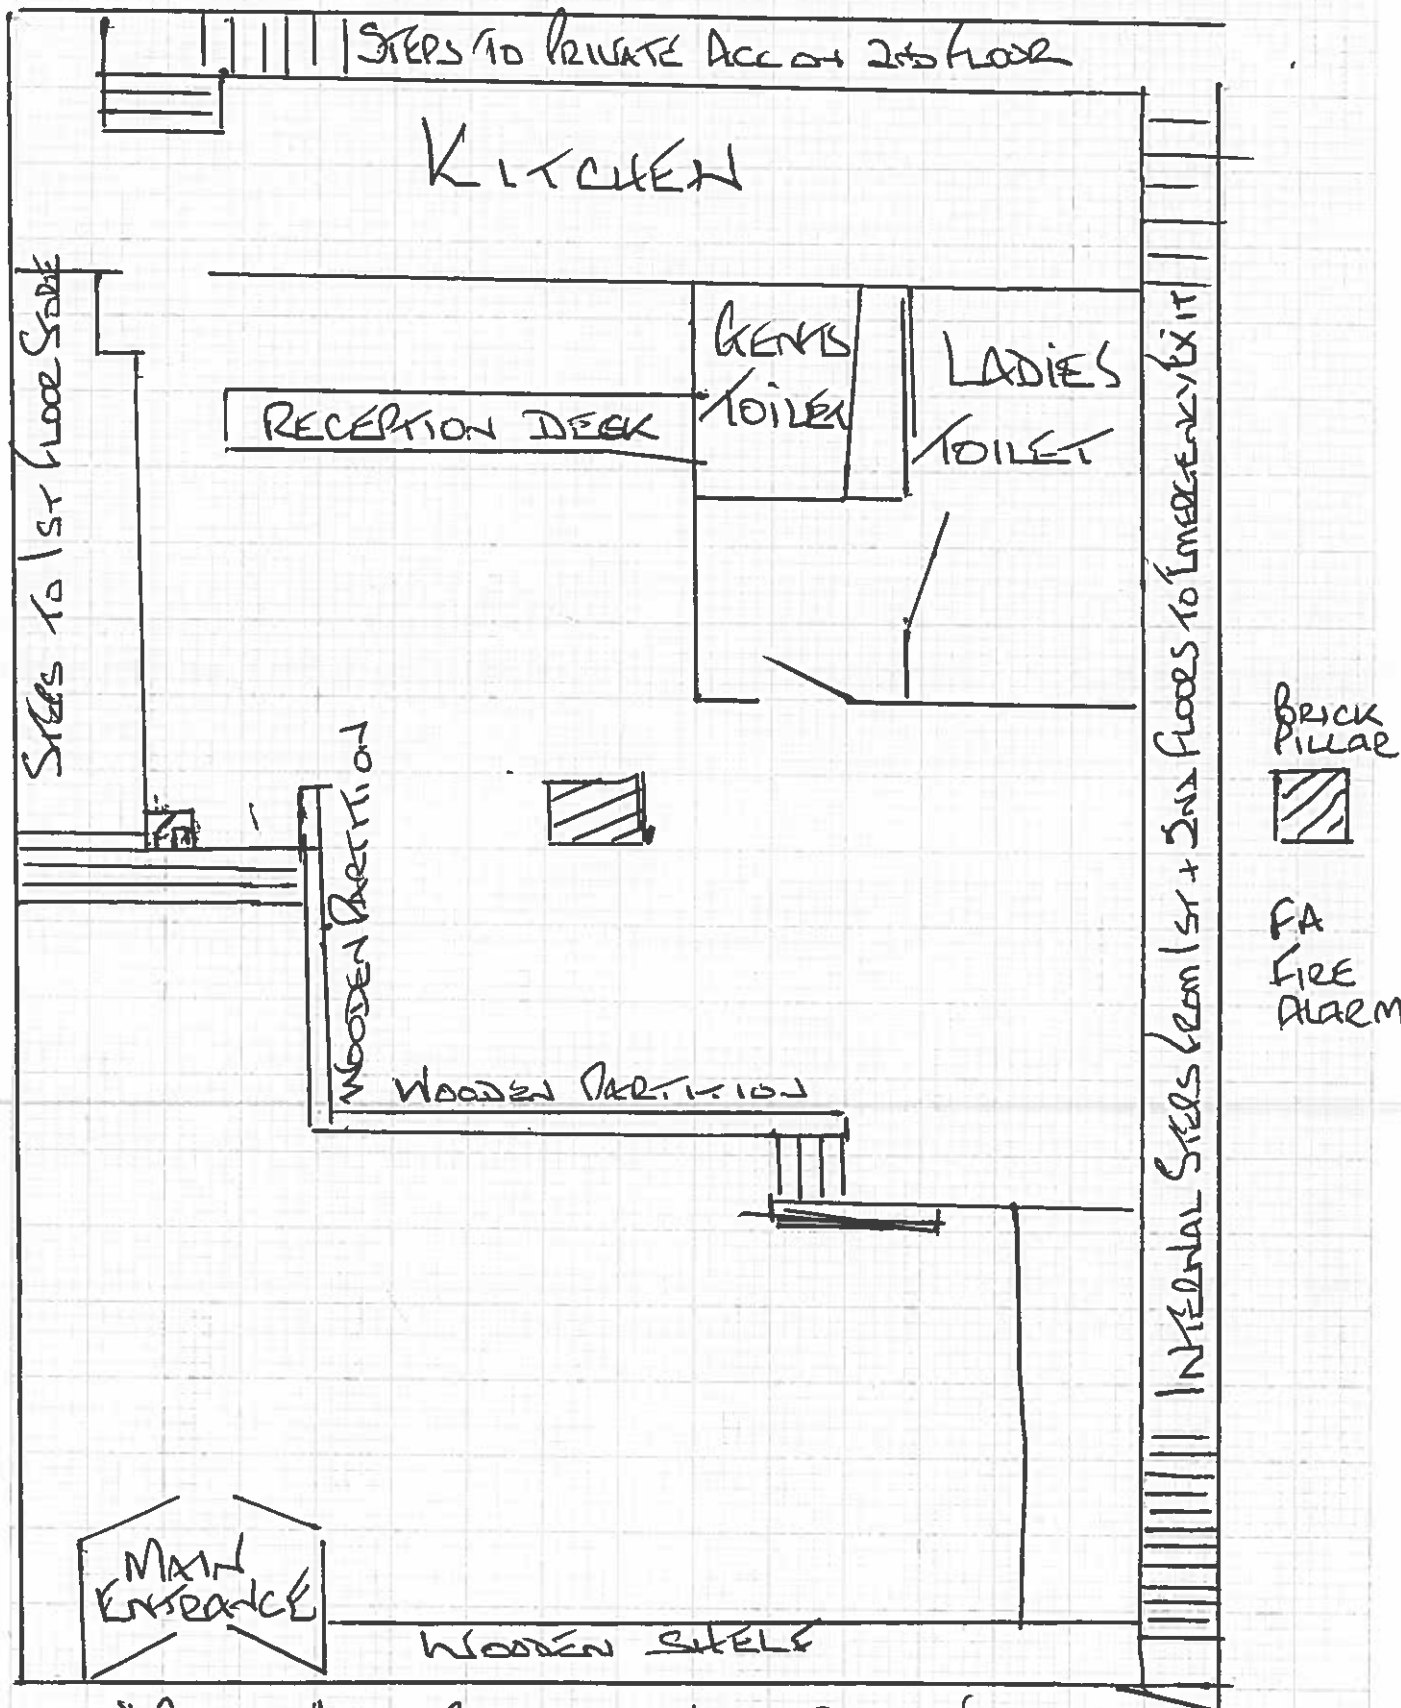 STEPS TO PRIVATE ACC ON 2ND FLOOR
KITCHEN
STEPS TO 1ST FLOOR STORE
GENTS
TOILET
LADIES
TOILET
RECEPTION DESK
INTERNAL STEPS FROM 1ST + 2ND FLOORS TO EMERGENCY EXIT
BRICK
PILLAR
WOODEN PARTITION
FA
FIRE
ALARM
WOODEN PARTITION
MAIN
ENTRANCE
WOODEN SHELF